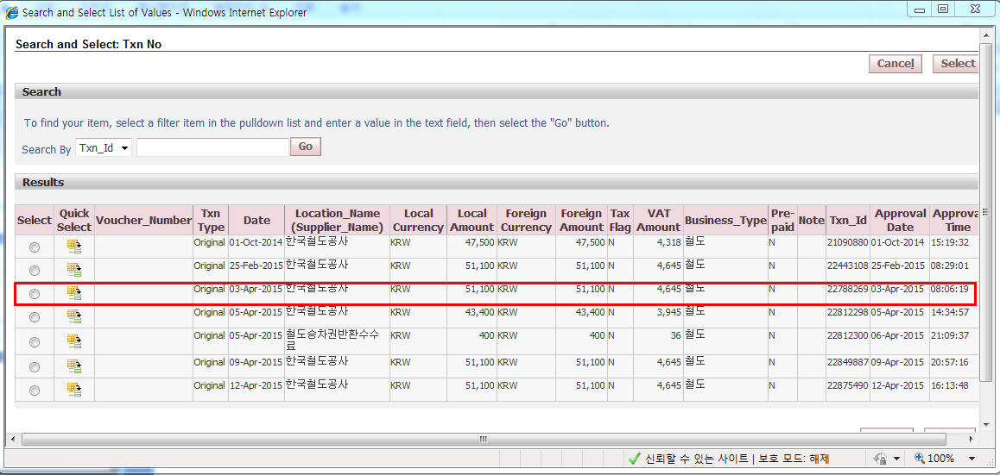 Search and Select List of Values - Windows Internet Explorer
Search and Select: Txn No
Cancel Select
Search
To find your item, select a filter item in the pulldown list and enter a value in the text field, then select the "Go" button.
Search By Txn_Id Go
Results
Select Quick Select Voucher_Number Txn Type Date Location_Name (Supplier_Name) Local Currency Local Amount Foreign Currency Foreign Amount Tax Flag VAT Amount Business_Type Pre-paid Note Txn_Id Approval Date Approva Time
Original 01-Oct-2014 한국철도공사 KRW 47,500 KRW 47,500 N 4,318 철도 N 21090880 01-Oct-2014 15:19:32
Original 25-Feb-2015 한국철도공사 KRW 51,100 KRW 51,100 N 4,645 철도 N 22443108 25-Feb-2015 08:29:01
Original 03-Apr-2015 한국철도공사 KRW 51,100 KRW 51,100 N 4,645 철도 N 22788269 03-Apr-2015 08:06:19
Original 05-Apr-2015 한국철도공사 KRW 43,400 KRW 43,400 N 3,945 철도 N 22812298 05-Apr-2015 14:34:57
Original 05-Apr-2015 철도승차권반환수수료 KRW 400 KRW 400 N 36 철도 N 22812300 06-Apr-2015 21:09:37
Original 09-Apr-2015 한국철도공사 KRW 51,100 KRW 51,100 N 4,645 철도 N 22849887 09-Apr-2015 20:57:16
Original 12-Apr-2015 한국철도공사 KRW 51,100 KRW 51,100 N 4,645 철도 N 22875490 12-Apr-2015 16:13:48
신뢰할 수 있는 사이트 | 보호 모드: 해제 100%